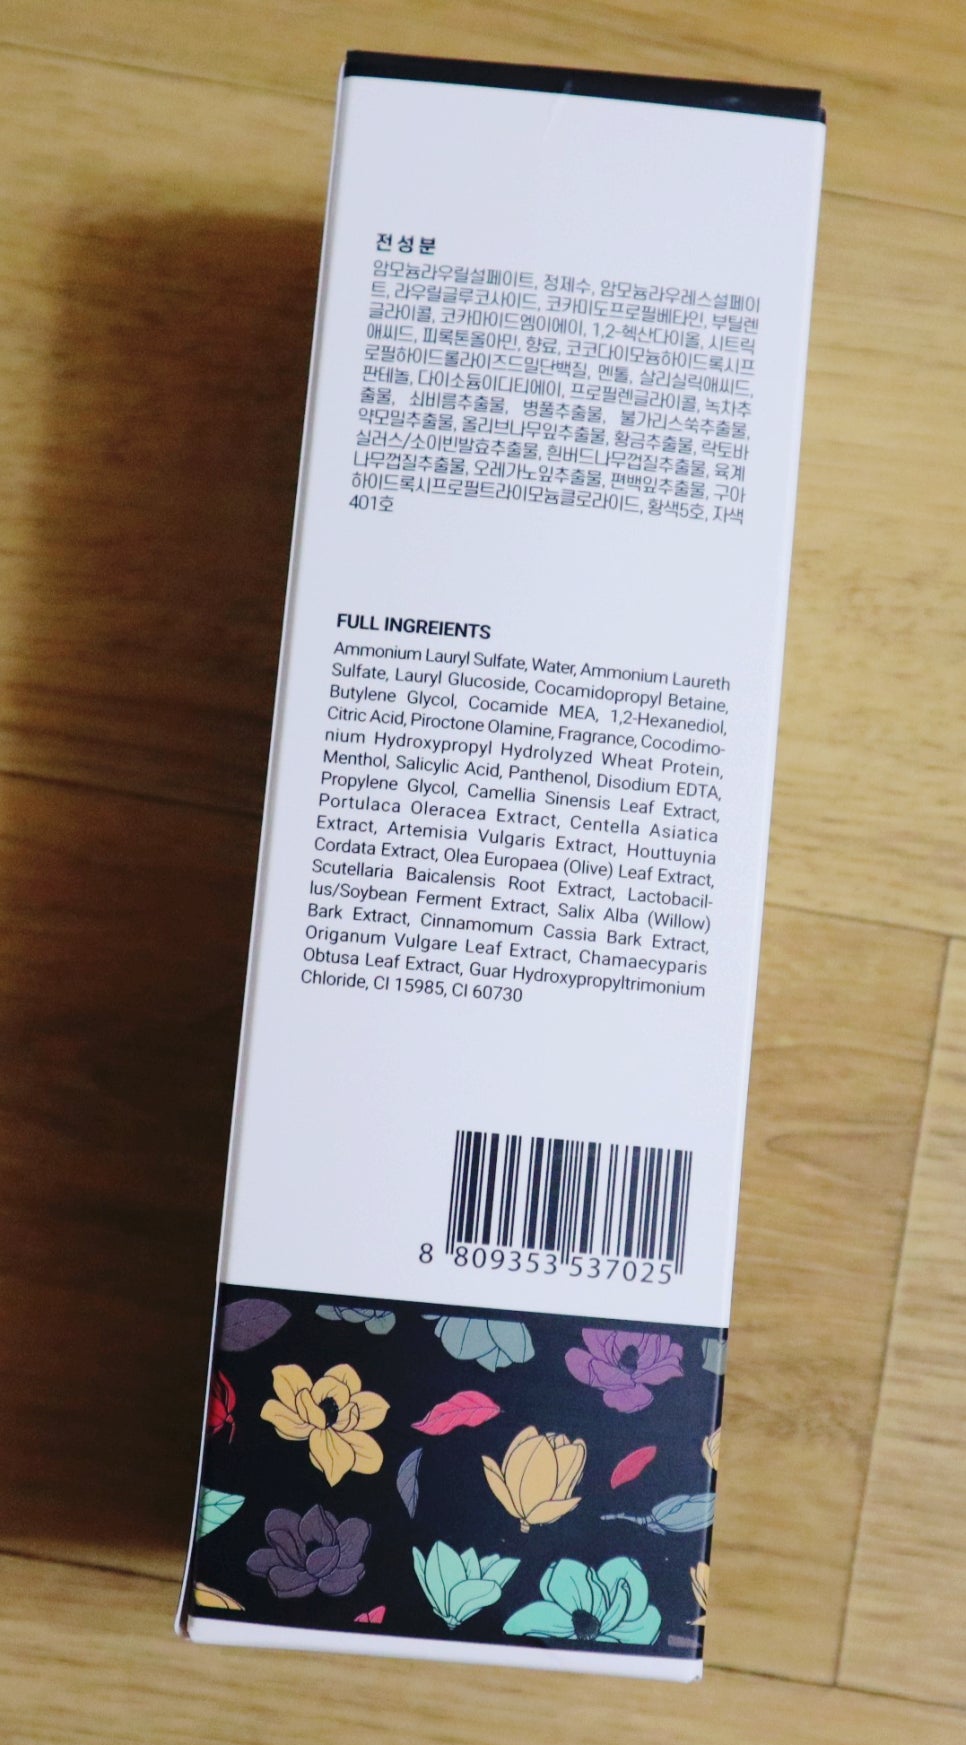 전성분
암모늄라우릴설페이트, 정제수, 암모늄라우레스설페이
트, 라우릴글루코사이드, 코카미도프로필베타인, 부틸렌
글라이콜, 코카마이드엠이에이, 1,2-헥산다이올, 시트릭
애씨드, 피록톤올아민, 향료, 코코다이모늄하이드록시프
로필하이드롤라이즈드밀단백질, 멘톨, 살리실릭애씨드,
판테놀, 다이소듐이디티에이, 프로필렌글라이콜, 녹차추
출물, 쇠비름추출물, 병풀추출물, 불가리스쑥추출물,
약모밀추출물, 올리브나무잎추출물, 황금추출물, 락토바
실러스/소이빈발효추출물, 흰버드나무껍질추출물, 육계
나무껍질추출물, 오레가노잎추출물, 편백잎추출물, 구아
하이드록시프로필트라이모늄클로라이드, 황색5호, 자색
401호
FULL INGREIENTS
Ammonium Lauryl Sulfate, Water, Ammonium Laureth
Sulfate, Lauryl Glucoside, Cocamidopropyl Betaine,
Butylene Glycol, Cocamide MEA, 1,2-Hexanediol,
Citric Acid, Piroctone Olamine, Fragrance, Cocodimo-
nium Hydroxypropyl Hydrolyzed Wheat Protein,
Menthol, Salicylic Acid, Panthenol, Disodium EDTA,
Propylene Glycol, Camellia Sinensis Leaf Extract,
Portulaca Oleracea Extract, Centella Asiatica
Extract, Artemisia Vulgaris Extract, Houttuynia
Cordata Extract, Olea Europaea (Olive) Leaf Extract,
Scutellaria Baicalensis Root Extract, Lactobacil-
lus/Soybean Ferment Extract, Salix Alba (Willow)
Bark Extract, Cinnamomum Cassia Bark Extract,
Origanum Vulgare Leaf Extract, Chamaecyparis
Obtusa Leaf Extract, Guar Hydroxypropyltrimonium
Chloride, CI 15985, CI 60730
8 809353 537025